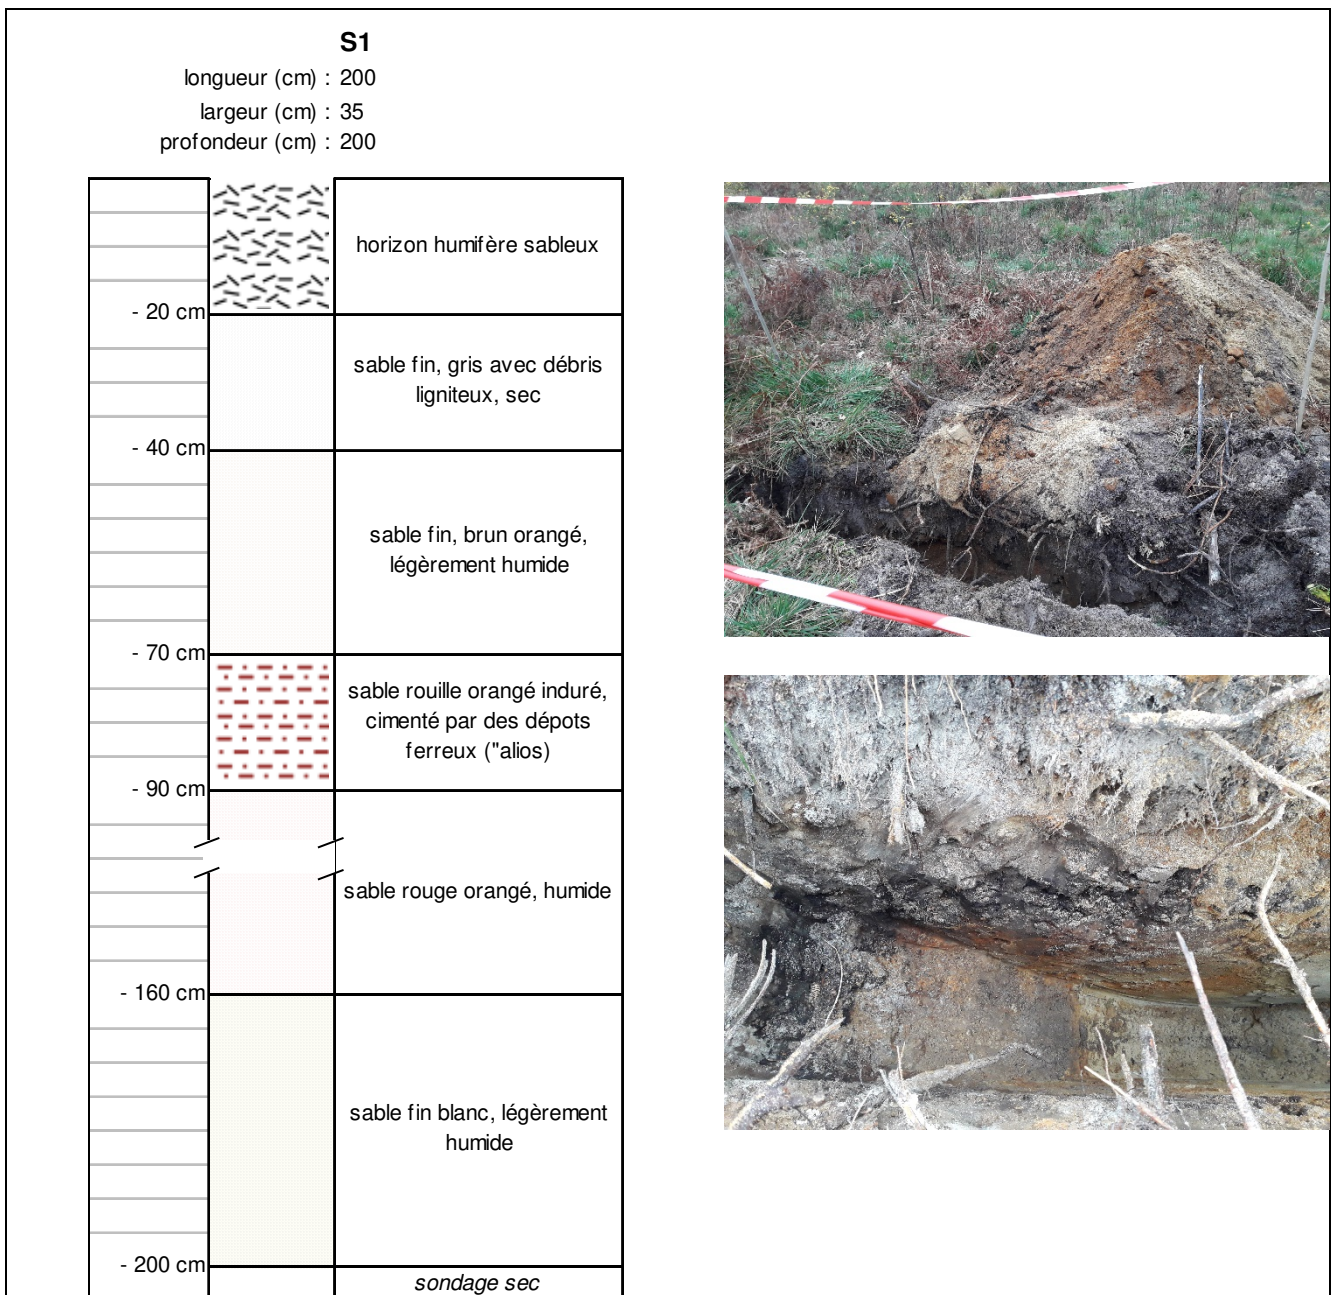 S1
longueur (cm) : 200
largeur (cm) : 35
profondeur (cm) : 200
horizon humifère sableux
- 20 cm
sable fin, gris avec débris
ligniteux, sec
- 40 cm
sable fin, brun orangé,
légèrement humide
- 70 cm
sable rouille orangé induré,
cimenté par des dépots
ferreux ("alios)
- 90 cm
sable rouge orangé, humide
- 160 cm
sable fin blanc, légèrement
humide
- 200 cm
sondage sec